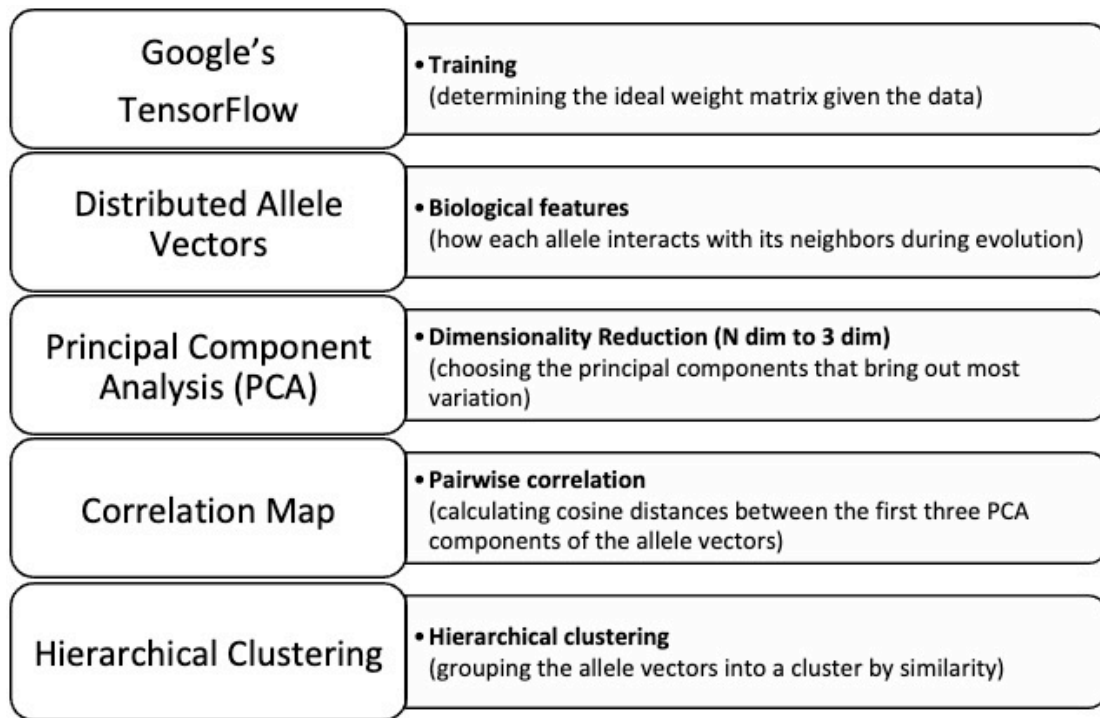 Google's
TensorFlow
• Training
(determining the ideal weight matrix given the data)
Distributed Allele
Vectors
• Biological features
(how each allele interacts with its neighbors during evolution)
Principal Component
Analysis (PCA)
• Dimensionality Reduction (N dim to 3 dim)
(choosing the principal components that bring out most
variation)
Correlation Map
• Pairwise correlation
(calculating cosine distances between the first three PCA
components of the allele vectors)
Hierarchical Clustering
• Hierarchical clustering
(grouping the allele vectors into a cluster by similarity)